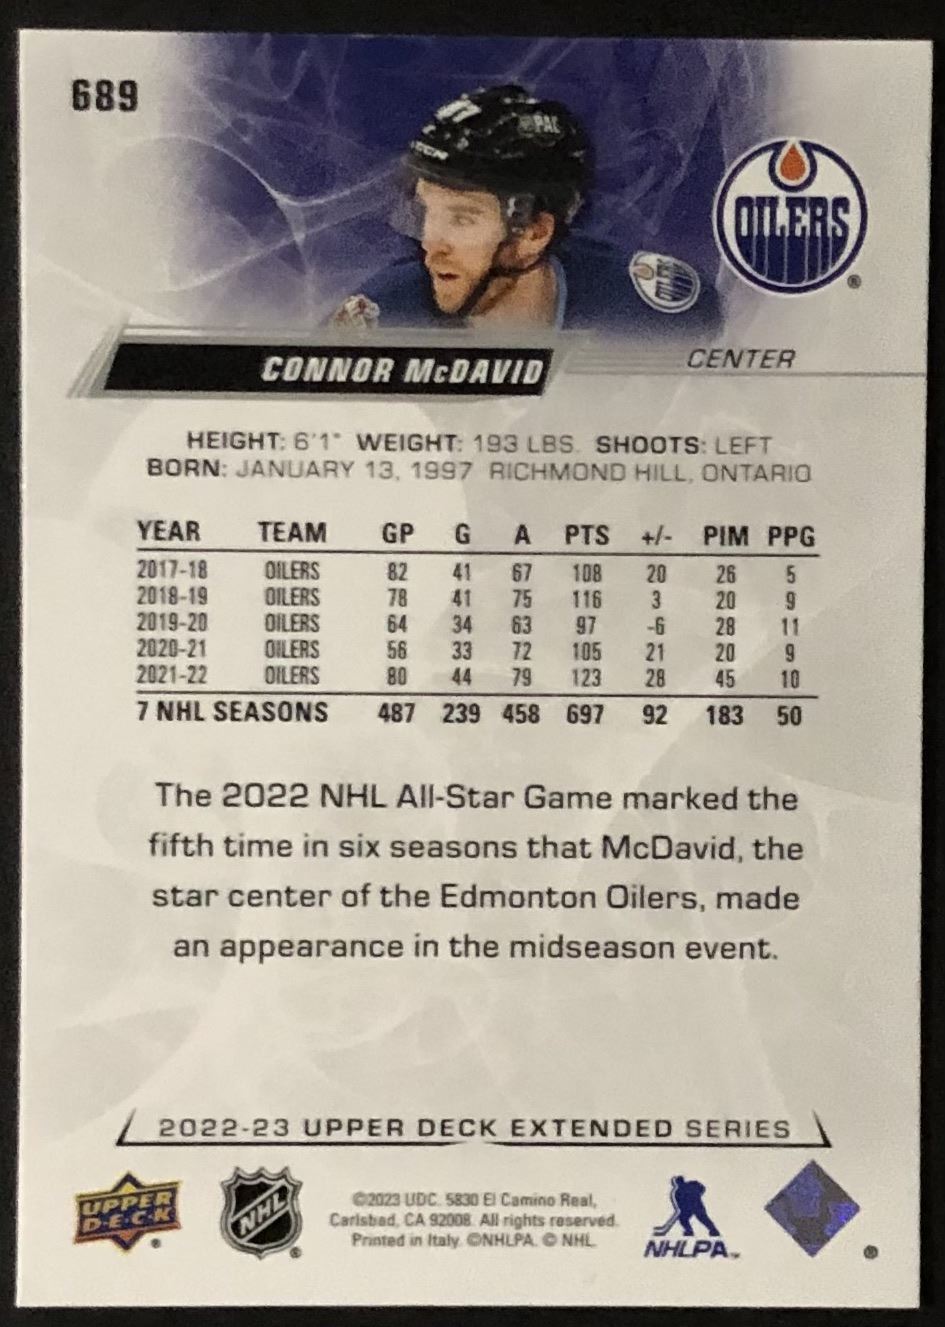 689
PAL
CCM
OILERS
OILERS
®
CONNOR McDAVID
CENTER
HEIGHT: 6'1" WEIGHT: 193 LBS. SHOOTS: LEFT
BORN: JANUARY 13, 1997 RICHMOND HILL, ONTARIO
YEAR TEAM GP G A PTS +/- PIM PPG
2017-18 OILERS 82 41 67 108 20 26 5
2018-19 OILERS 78 41 75 116 3 20 9
2019-20 OILERS 64 34 63 97 -6 28 11
2020-21 OILERS 56 33 72 105 21 20 9
2021-22 OILERS 80 44 79 123 28 45 10
7 NHL SEASONS 487 239 458 697 92 183 50
The 2022 NHL All-Star Game marked the
fifth time in six seasons that McDavid, the
star center of the Edmonton Oilers, made
an appearance in the midseason event.
2022-23 UPPER DECK EXTENDED SERIES
UPPER
DECK
®
NHL
®
©2023 UDC. 5830 El Camino Real,
Carlsbad, CA 92008. All rights reserved.
Printed in Italy. ©NHLPA. © NHL.
NHLPA™
®